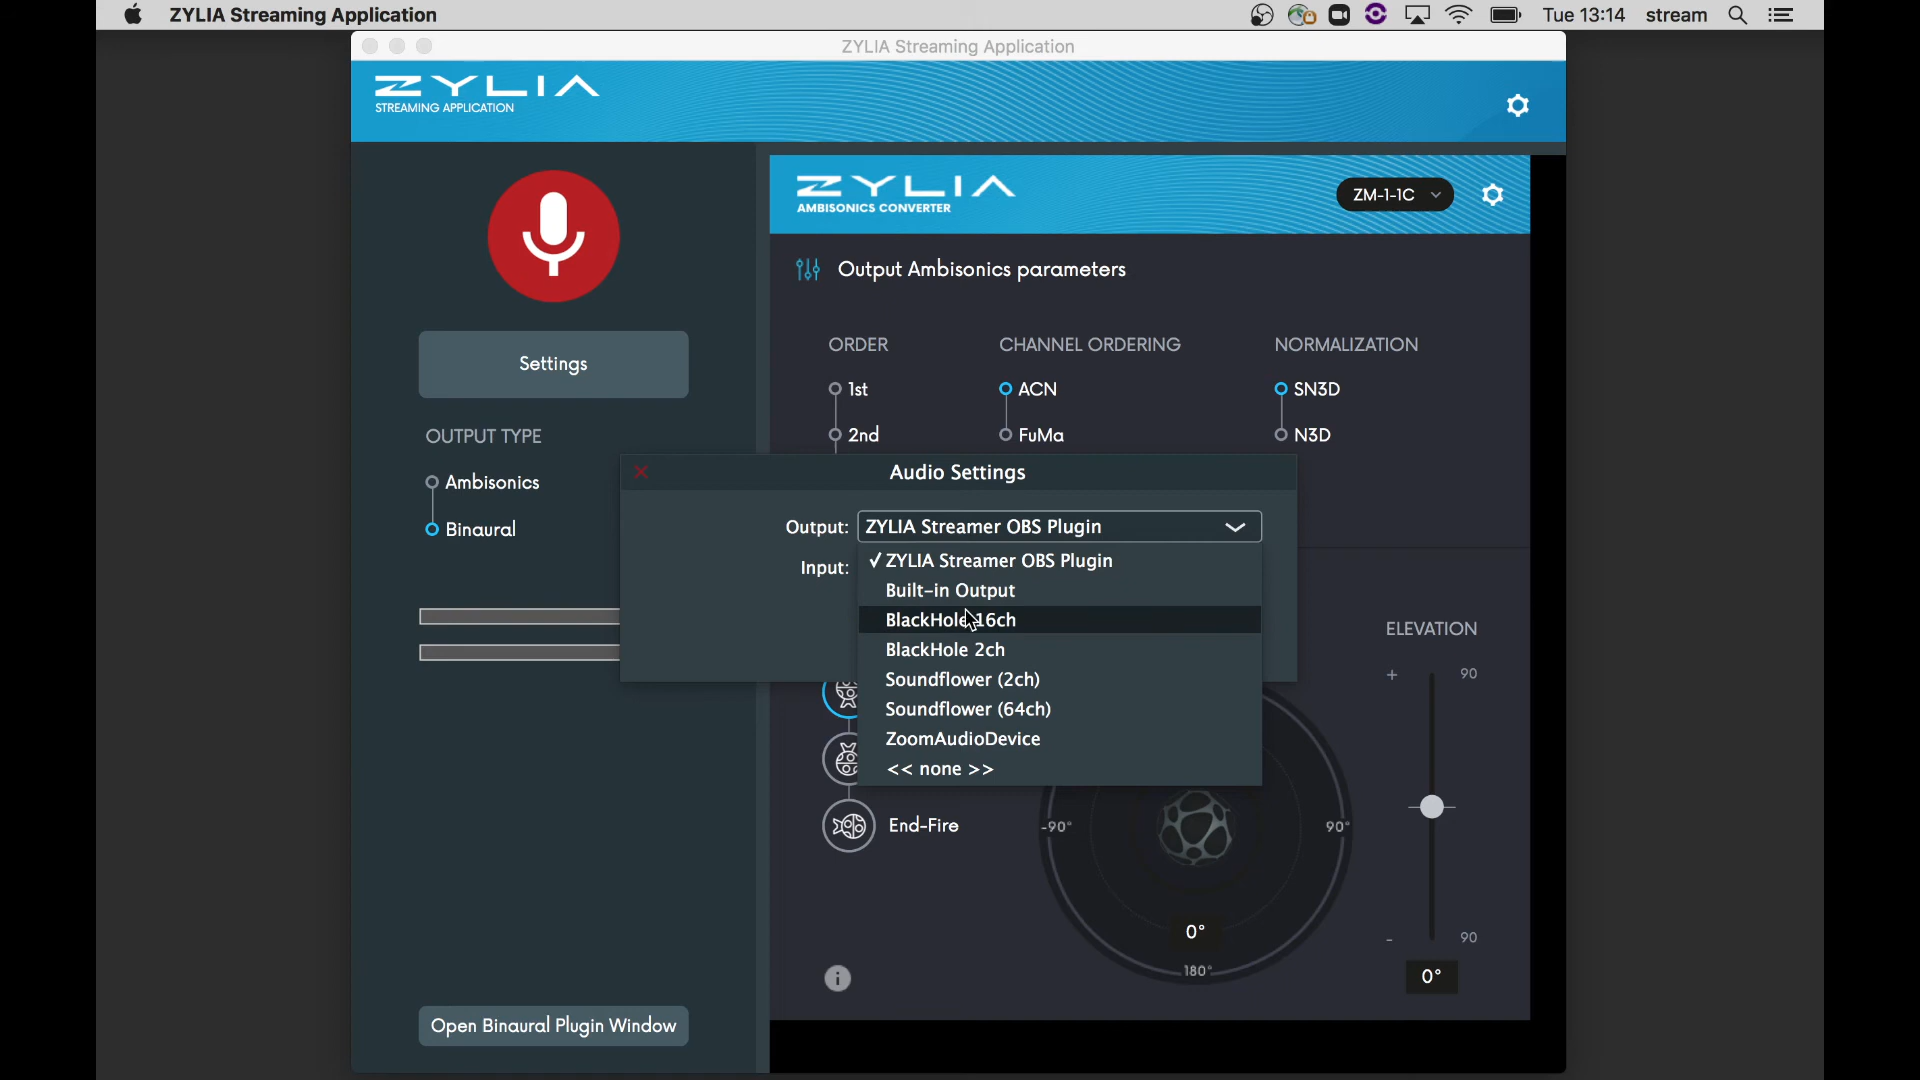 ZYLIA Streaming Application
Tue 13:14 stream
ZYLIA Streaming Application
ZYLIA
STREAMING APPLICATION
ZYLIA
AMBISONICS CONVERTER
ZM-1-1C
Output Ambisonics parameters
Settings
ORDER CHANNEL ORDERING NORMALIZATION
1st ACN SN3D
2nd FuMa N3D
OUTPUT TYPE
Ambisonics
Binaural
Audio Settings
Output: ZYLIA Streamer OBS Plugin
Input:
✓ ZYLIA Streamer OBS Plugin
Built-in Output
BlackHole 16ch
BlackHole 2ch
Soundflower (2ch)
Soundflower (64ch)
ZoomAudioDevice
<< none >>
ELEVATION
+ 90
End-Fire
-90° 90°
0°
180°
- 90
0°
i
Open Binaural Plugin Window